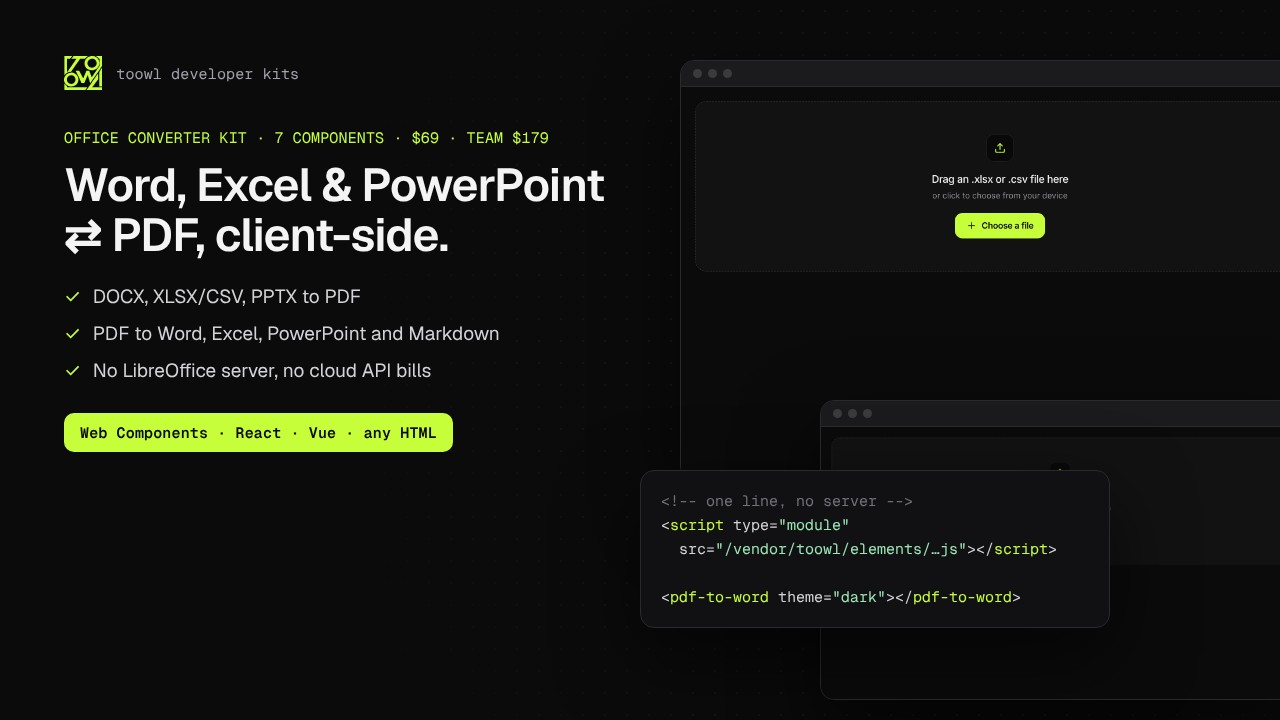 toowl developer kits
OFFICE CONVERTER KIT · 7 COMPONENTS · $69 · TEAM $179
Word, Excel & PowerPoint
⇄ PDF, client-side.
DOCX, XLSX/CSV, PPTX to PDF
PDF to Word, Excel, PowerPoint and Markdown
No LibreOffice server, no cloud API bills
Web Components · React · Vue · any HTML
Drag an .xlsx or .csv file here
or click to choose from your device
+ Choose a file
<!-- one line, no server -->
<script type="module"
src="/vendor/toowl/elements/…js"></script>
<pdf-to-word theme="dark"></pdf-to-word>